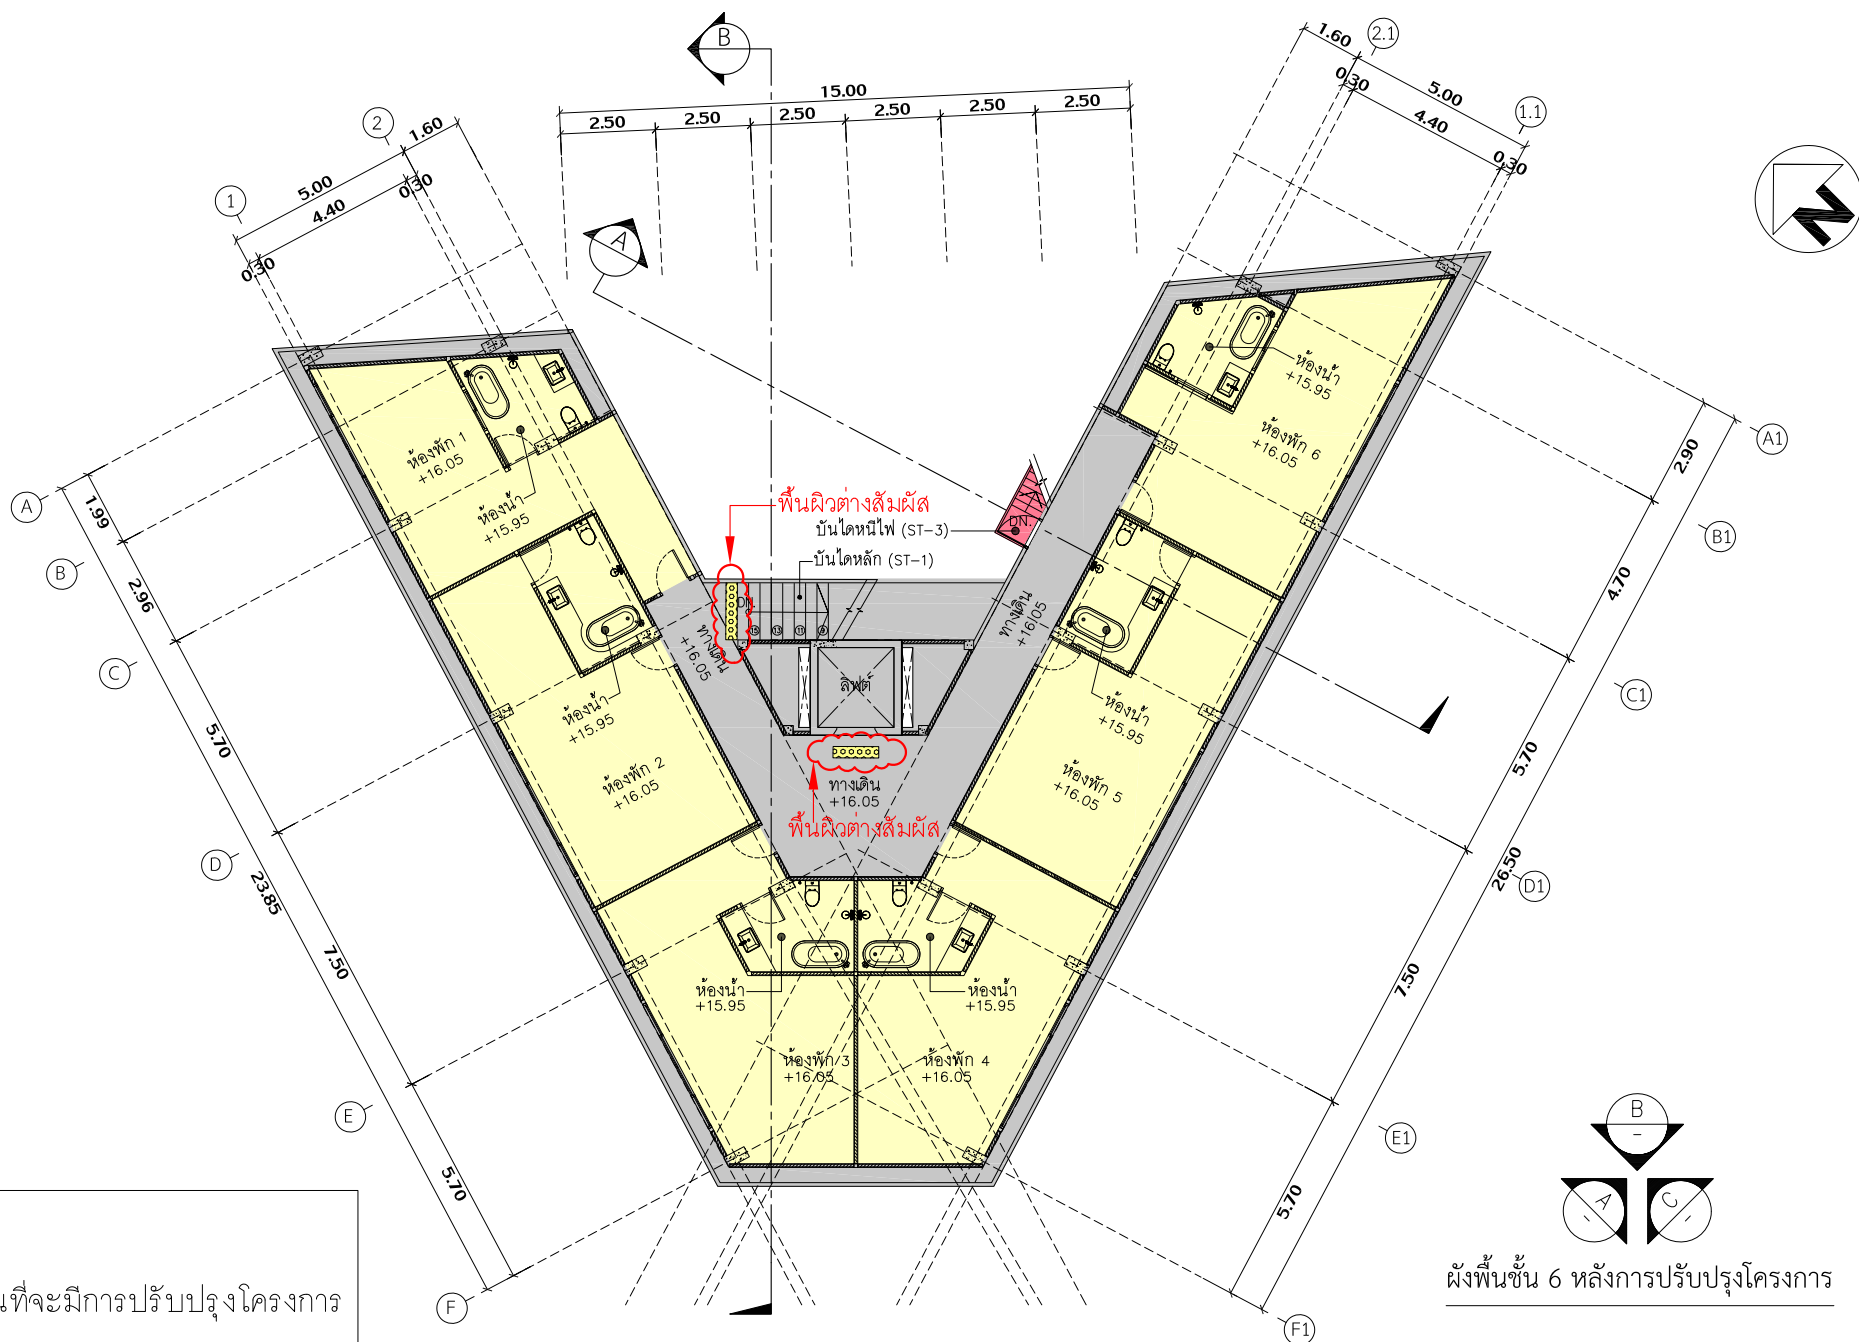 B
15.00
2.50
2.50
2.50
2.50
2.50
2.50
2
1.60
5.00
0.30
4.40
1
0.30
A
1.60
2.1
0.30
5.00
4.40
1.1
0.30
N
ห้องน้ำ
+15.95
ห้องพัก 6
+16.05
ห้องพัก 1
+16.05
ห้องน้ำ
+15.95
A
1.99
B
2.96
C
5.70
D
23.85
7.50
E
5.70
F
พื้นผิวต่างสัมผัส
บันไดหนีไฟ (ST-3)
บันไดหลัก (ST-1)
DN.
DN.
ทางเดิน
+16.05
ทางเดิน
+16.05
ลิฟต์
ทางเดิน
+16.05
พื้นผิวต่างสัมผัส
ห้องน้ำ
+15.95
ห้องพัก 2
+16.05
ห้องน้ำ
+15.95
ห้องพัก 5
+16.05
ห้องน้ำ
+15.95
ห้องน้ำ
+15.95
ห้องพัก 3
+16.05
ห้องพัก 4
+16.05
A1
2.90
B1
4.70
C1
5.70
26.50
D1
7.50
E1
5.70
F1
B
-
A
-
C
-
ผังพื้นชั้น 6 หลังการปรับปรุงโครงการ
นที่จะมีการปรับปรุงโครงการ